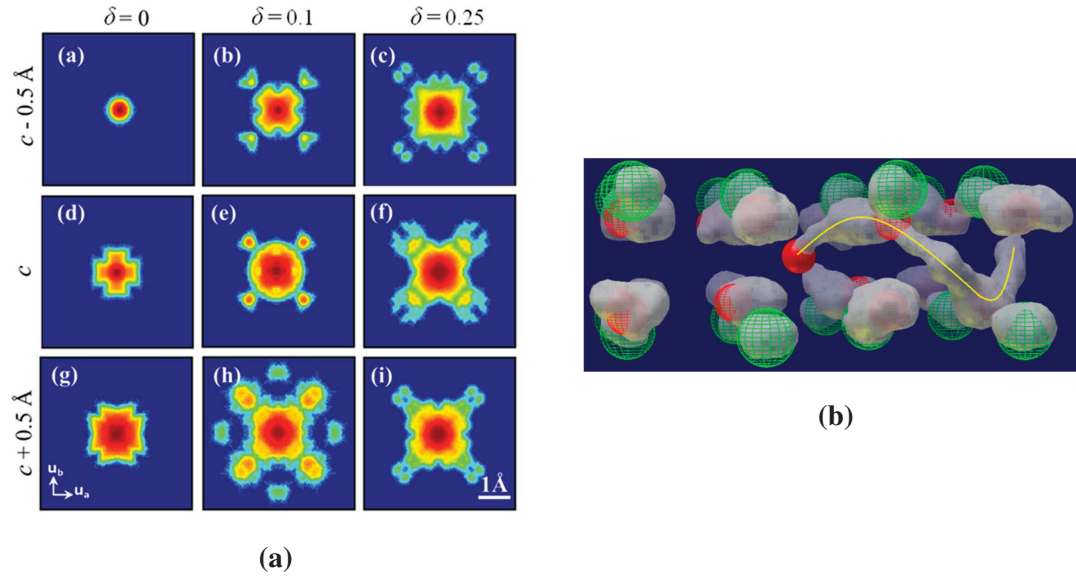 δ = 0 δ = 0.1 δ = 0.25
c - 0.5 Å
(a) (b) (c)
c
(d) (e) (f)
c + 0.5 Å
(g) (h) (i)
u_b
u_a
1Å
(a)
(b)